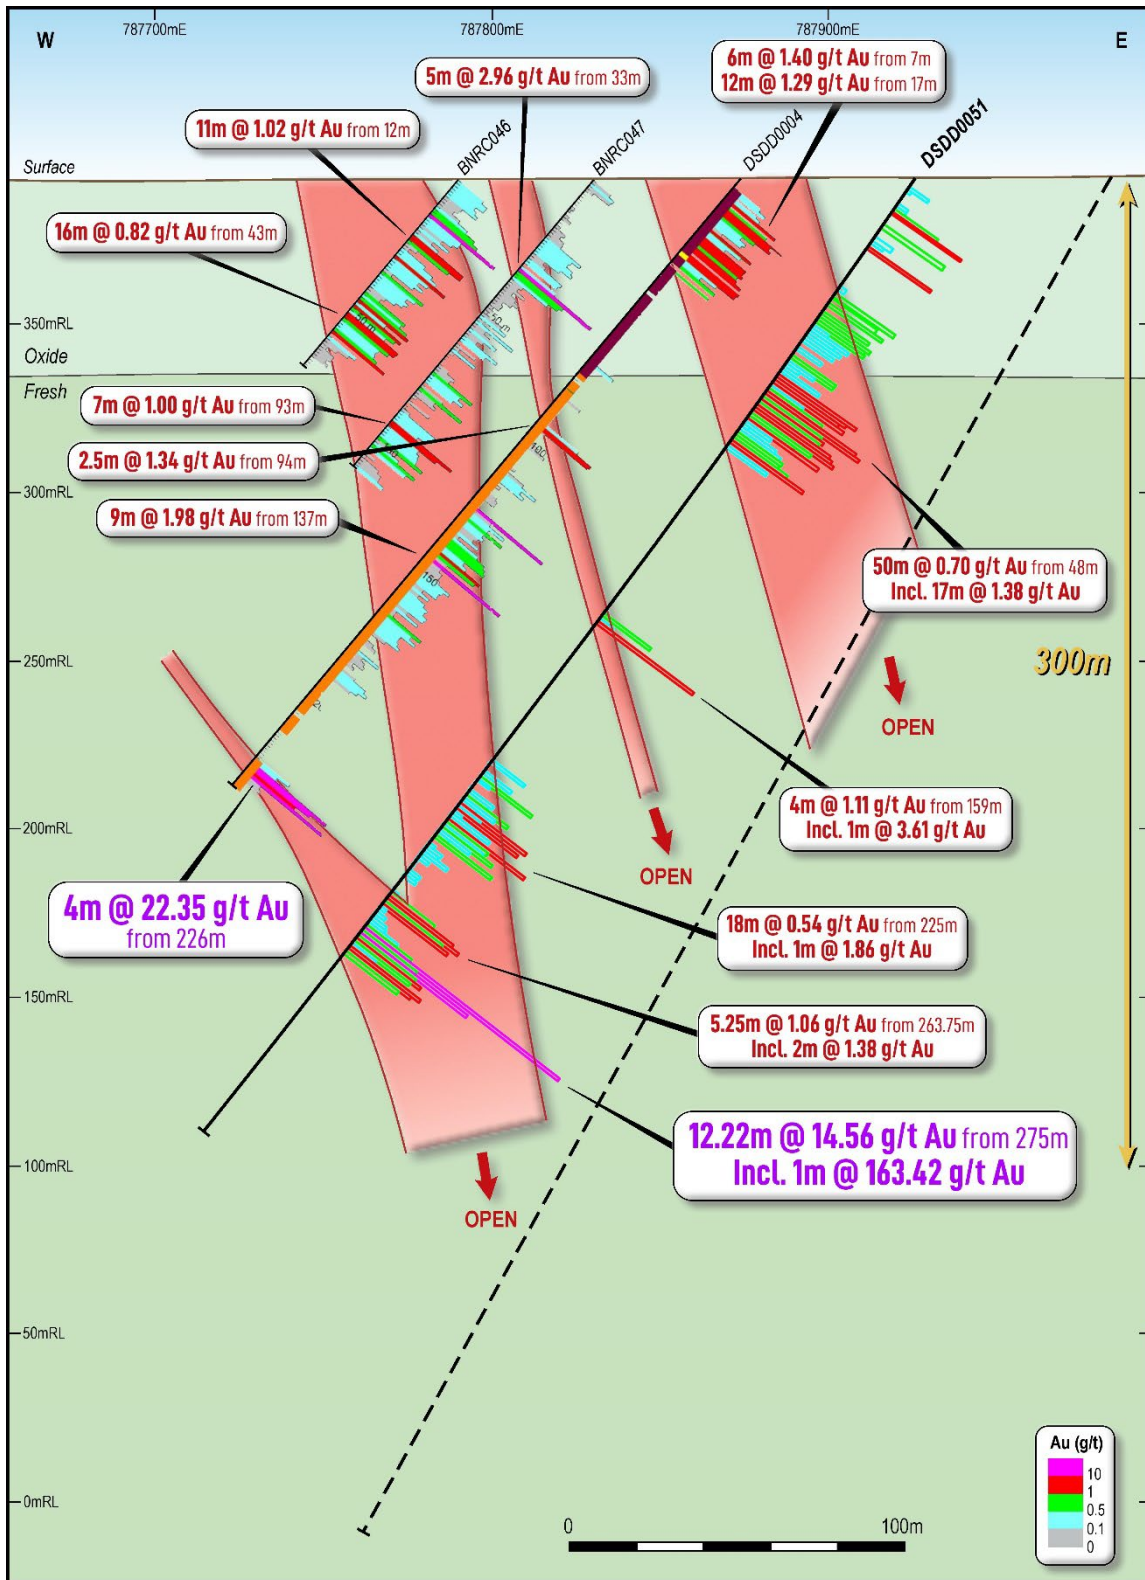 787700mE
787800mE
787900mE
W
E
5m @ 2.96 g/t Au from 33m
6m @ 1.40 g/t Au from 7m
12m @ 1.29 g/t Au from 17m
11m @ 1.02 g/t Au from 12m
BNRC046
BNRC047
DSDD0004
DSDD0051
Surface
16m @ 0.82 g/t Au from 43m
350mRL
Oxide
Fresh
50 m
50 m
7m @ 1.00 g/t Au from 93m
2.5m @ 1.34 g/t Au from 94m
100
300mRL
9m @ 1.98 g/t Au from 137m
150
50m @ 0.70 g/t Au from 48m
Incl. 17m @ 1.38 g/t Au
250mRL
300m
OPEN
4m @ 1.11 g/t Au from 159m
Incl. 1m @ 3.61 g/t Au
200mRL
OPEN
4m @ 22.35 g/t Au
from 226m
18m @ 0.54 g/t Au from 225m
Incl. 1m @ 1.86 g/t Au
150mRL
5.25m @ 1.06 g/t Au from 263.75m
Incl. 2m @ 1.38 g/t Au
12.22m @ 14.56 g/t Au from 275m
Incl. 1m @ 163.42 g/t Au
100mRL
OPEN
50mRL
0mRL
0
100m
Au (g/t)
10
1
0.5
0.1
0